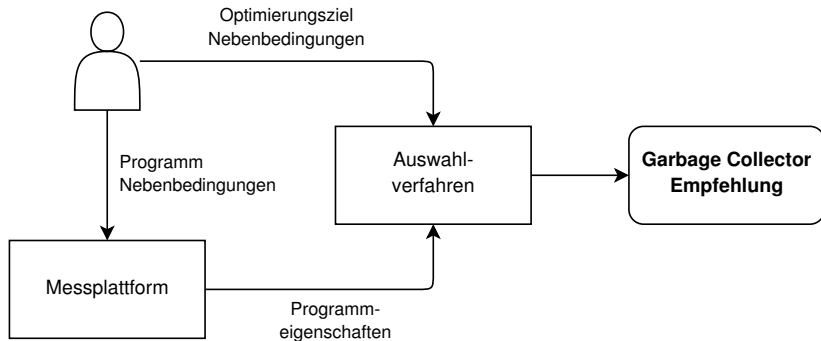 Optimierungsziel
Nebenbedingungen
Programm
Nebenbedingungen
Auswahl-
verfahren
Garbage Collector
Empfehlung
Messplattform
Programm-
eigenschaften